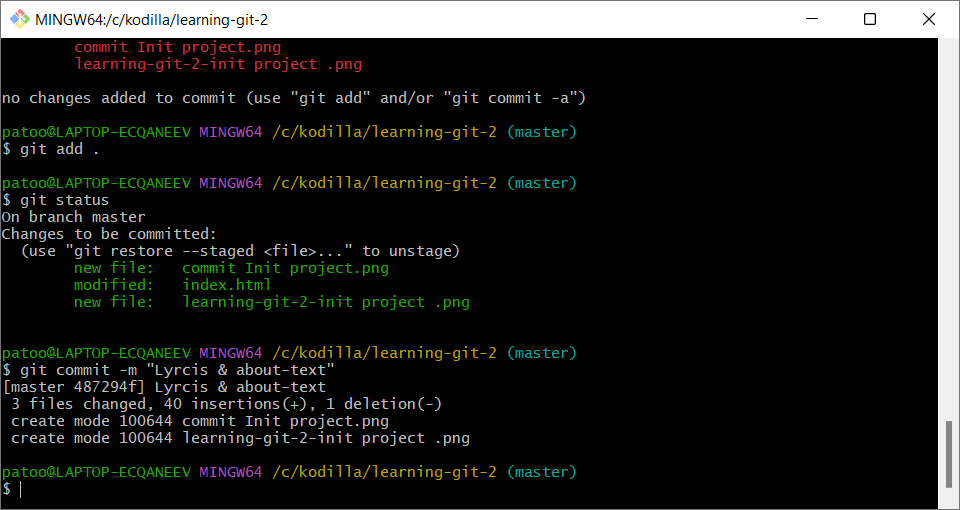 MINGW64:/c/kodilla/learning-git-2
commit Init project.png
learning-git-2-init project .png
no changes added to commit (use "git add" and/or "git commit -a")
patoo@LAPTOP-ECQANEEV MINGW64 /c/kodilla/learning-git-2 (master)
$ git add .
patoo@LAPTOP-ECQANEEV MINGW64 /c/kodilla/learning-git-2 (master)
$ git status
On branch master
Changes to be committed:
(use "git restore --staged <file>..." to unstage)
new file:   commit Init project.png
modified:   index.html
new file:   learning-git-2-init project .png
patoo@LAPTOP-ECQANEEV MINGW64 /c/kodilla/learning-git-2 (master)
$ git commit -m "Lyrcis & about-text"
[master 487294f] Lyrcis & about-text
3 files changed, 40 insertions(+), 1 deletion(-)
create mode 100644 commit Init project.png
create mode 100644 learning-git-2-init project .png
patoo@LAPTOP-ECQANEEV MINGW64 /c/kodilla/learning-git-2 (master)
$